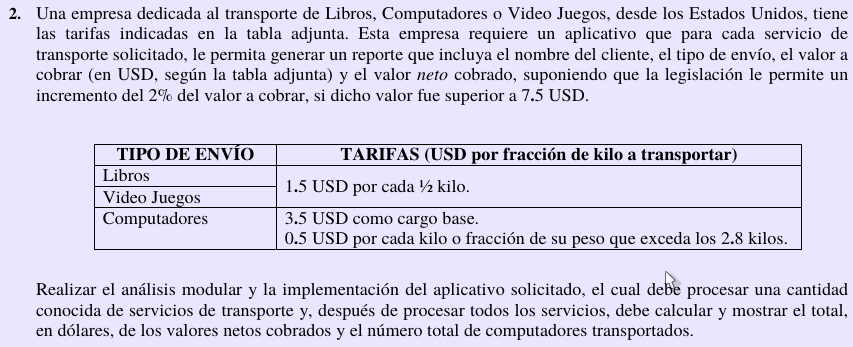 2. Una empresa dedicada al transporte de Libros, Computadores o Video Juegos, desde los Estados Unidos, tiene
las tarifas indicadas en la tabla adjunta. Esta empresa requiere un aplicativo que para cada servicio de
transporte solicitado, le permita generar un reporte que incluya el nombre del cliente, el tipo de envío, el valor a
cobrar (en USD, según la tabla adjunta) y el valor neto cobrado, suponiendo que la legislación le permite un
incremento del 2% del valor a cobrar, si dicho valor fue superior a 7.5 USD.
TIPO DE ENVÍO TARIFAS (USD por fracción de kilo a transportar)
Libros
1.5 USD por cada ½ kilo.
Video Juegos
Computadores 3.5 USD como cargo base.
0.5 USD por cada kilo o fracción de su peso que exceda los 2.8 kilos.
Realizar el análisis modular y la implementación del aplicativo solicitado, el cual debe procesar una cantidad
conocida de servicios de transporte y, después de procesar todos los servicios, debe calcular y mostrar el total,
en dólares, de los valores netos cobrados y el número total de computadores transportados.